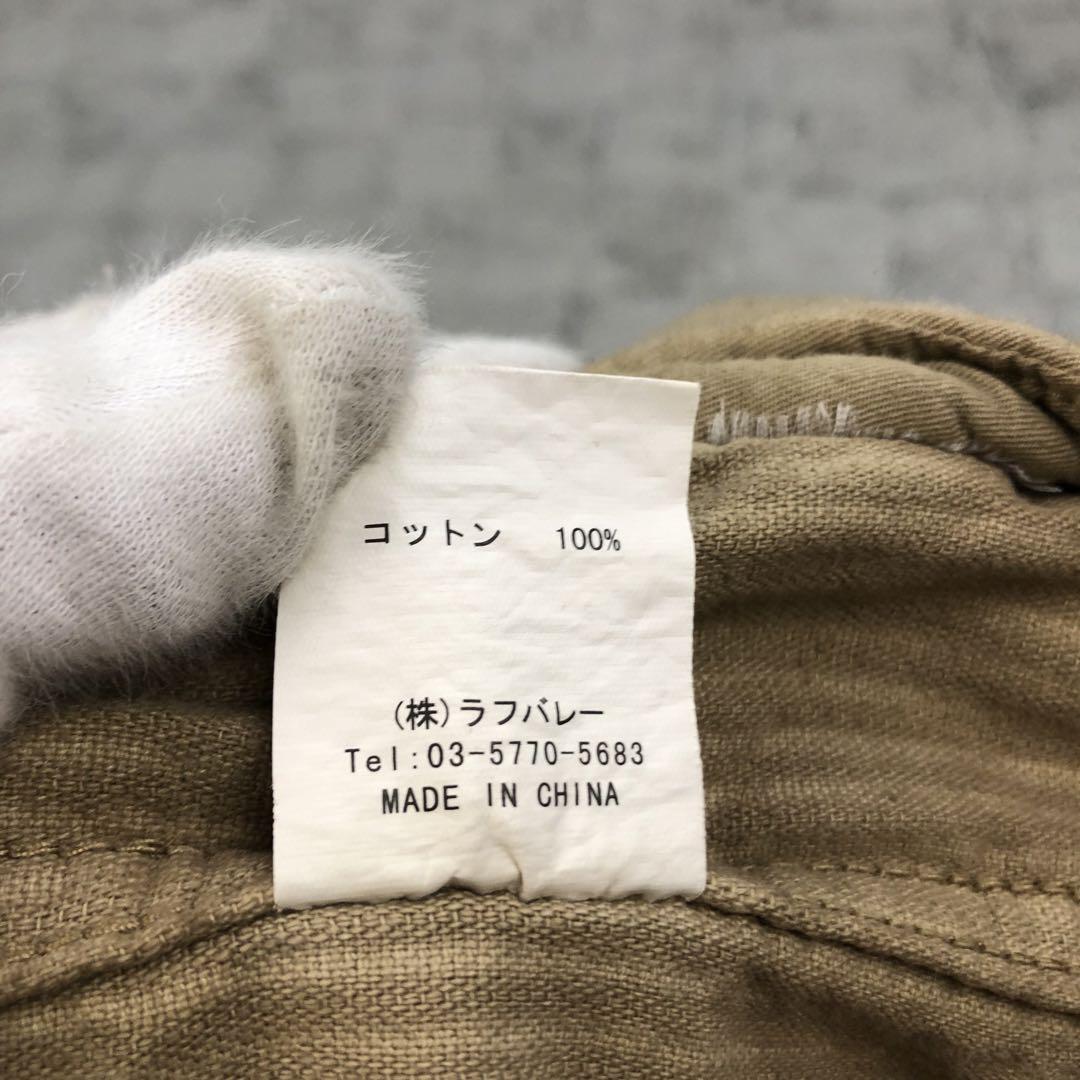 コットン 100%
(株)ラフバレー
Tel:03-5770-5683
MADE IN CHINA